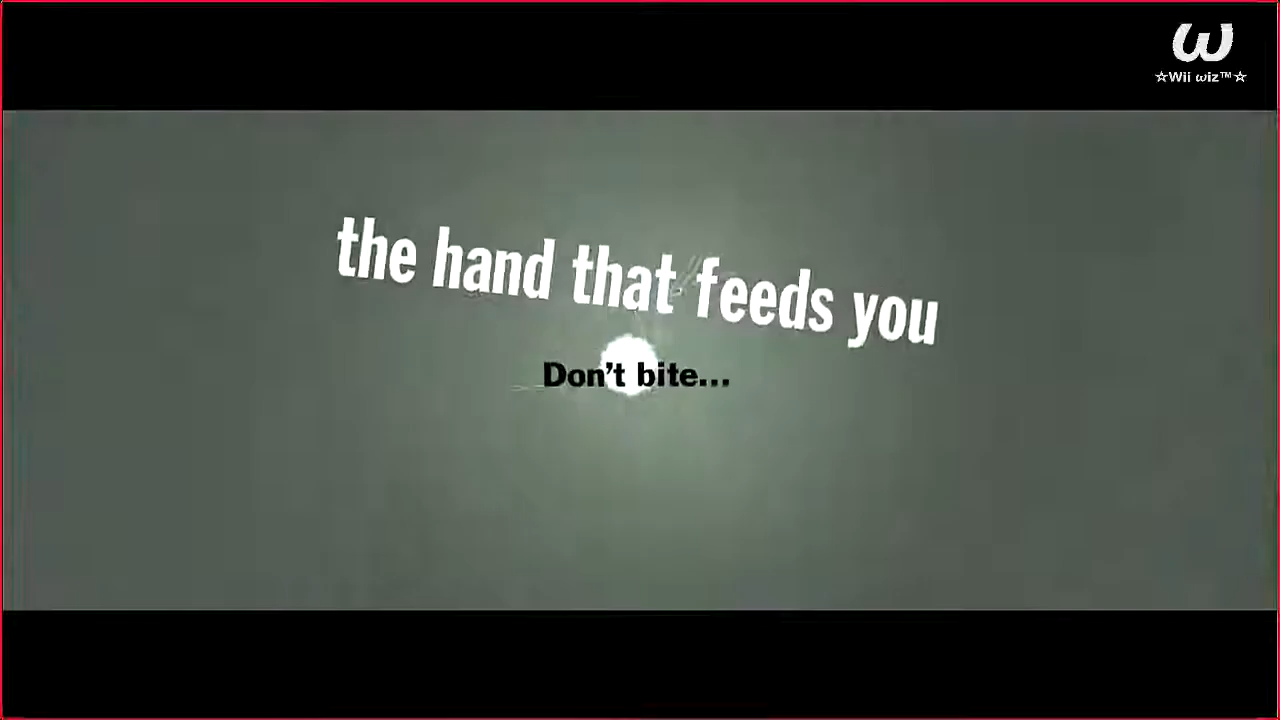 ω
☆Wii ωiz™☆
the hand that feeds you
Don't bite...